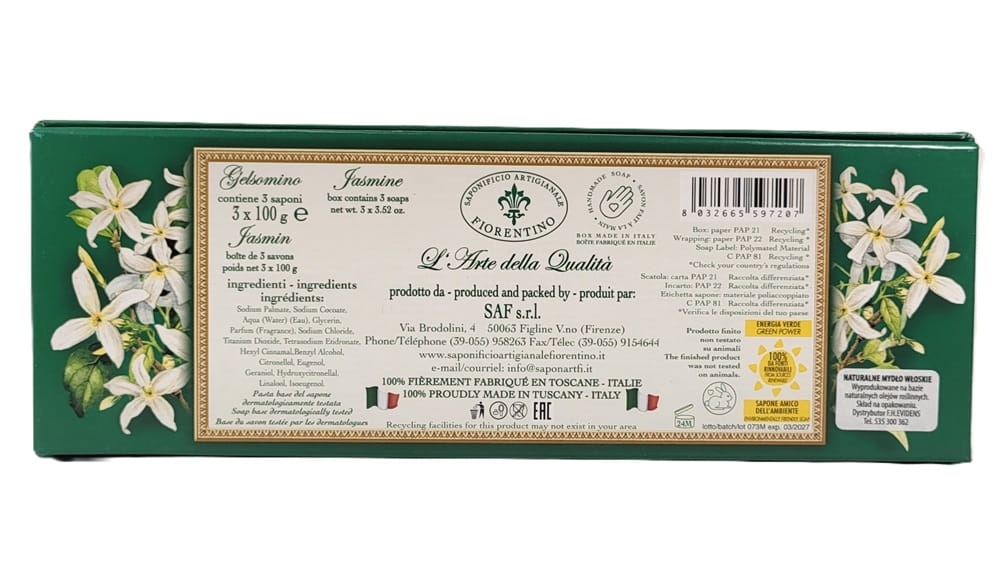 Gelsomino
contiene 3 saponi
3 x 100 g e
Jasmine
box contains 3 soaps
net wt. 3 x 3.52 oz.
Jasmin
boîte de 3 savons
poids net 3 x 100 g
ingredienti - ingredients
ingrédients:
Sodium Palmate, Sodium Cocoate,
Aqua (Water) (Eau), Glycerin,
Parfum (Fragrance), Sodium Chloride,
Titanium Dioxide, Tetrasodium Etidronate,
Hexyl Cinnamal,Benzyl Alcohol,
Citronellol, Eugenol,
Geraniol, Hydroxycitronellal,
Linalool, Isoeugenol.
Pasta base del sapone
dermatologicamente testata
Soap base dermatologically tested
Base du savon testée par les dermatologues
SAPONIFICIO ARTIGIANALE
FIORENTINO
HANDMADE SOAP • SAVON FAIT À LA MAIN •
BOX MADE IN ITALY
BOÎTE FABRIQUÉ EN ITALIE
L'Arte della Qualità
prodotto da - produced and packed by - produit par:
SAF s.r.l.
Via Brodolini, 4 50063 Figline V.no (Firenze)
Phone/Téléphone (39-055) 958263 Fax/Télec (39-055) 9154644
www.saponificioartigianalefiorentino.it
e-mail/courriel: info@saponartfi.it
100% FIÈREMENT FABRIQUÉ EN TOSCANE - ITALIE
100% PROUDLY MADE IN TUSCANY - ITALY
EAC
Recycling facilities for this product may not exist in your area
8 032665 597207
Box: paper PAP 21 Recycling*
Wrapping: paper PAP 22 Recycling *
Soap Label: Polymated Material
C PAP 81 Recycling *
*Check your country's regulations
Scatola: carta PAP 21 Raccolta differenziata*
Incarto: PAP 22 Raccolta differenziata*
Etichetta sapone: materiale poliaccoppiato
C PAP 81 Raccolta differenziata*
*Verifica le disposizioni del tuo paese
Prodotto finito
non testato
su animali
The finished
product
was not tested
on animals.
ENERGIA VERDE
GREEN POWER
100%
DA FONTI
RINNOVABILI
FROM SOURCES
RENEWABLE
SAPONE AMICO
DELL'AMBIENTE
ENVIRONMENTALLY FRIENDLY SOAP
24M
lotto/batch/lot 073M exp. 03/2027
NATURALNE MYDŁO WŁOSKIE
Wyprodukowane na bazie
naturalnych olejów roślinnych.
Skład na opakowaniu.
Dystrybutor F.H.EVIDENS
Tel. 535 300 362